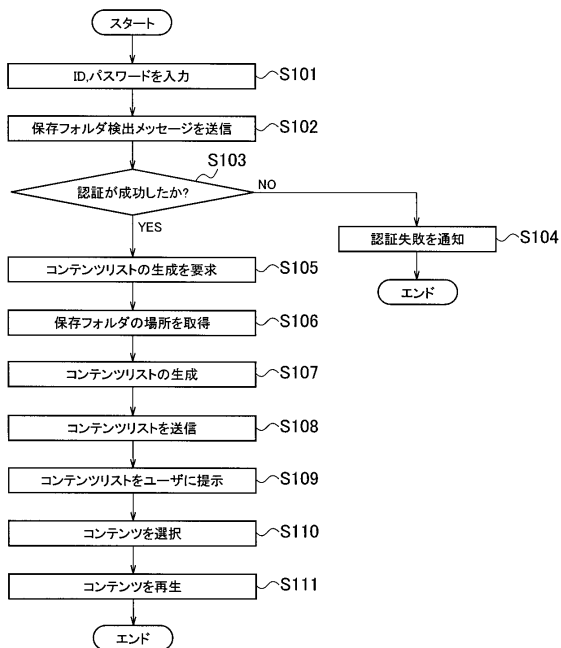 スタート
ID,パスワードを入力 S101
保存フォルダ検出メッセージを送信 S102
S103
認証が成功したか? NO
YES
認証失敗を通知 S104
エンド
コンテンツリストの生成を要求 S105
保存フォルダの場所を取得 S106
コンテンツリストの生成 S107
コンテンツリストを送信 S108
コンテンツリストをユーザに提示 S109
コンテンツを選択 S110
コンテンツを再生 S111
エンド